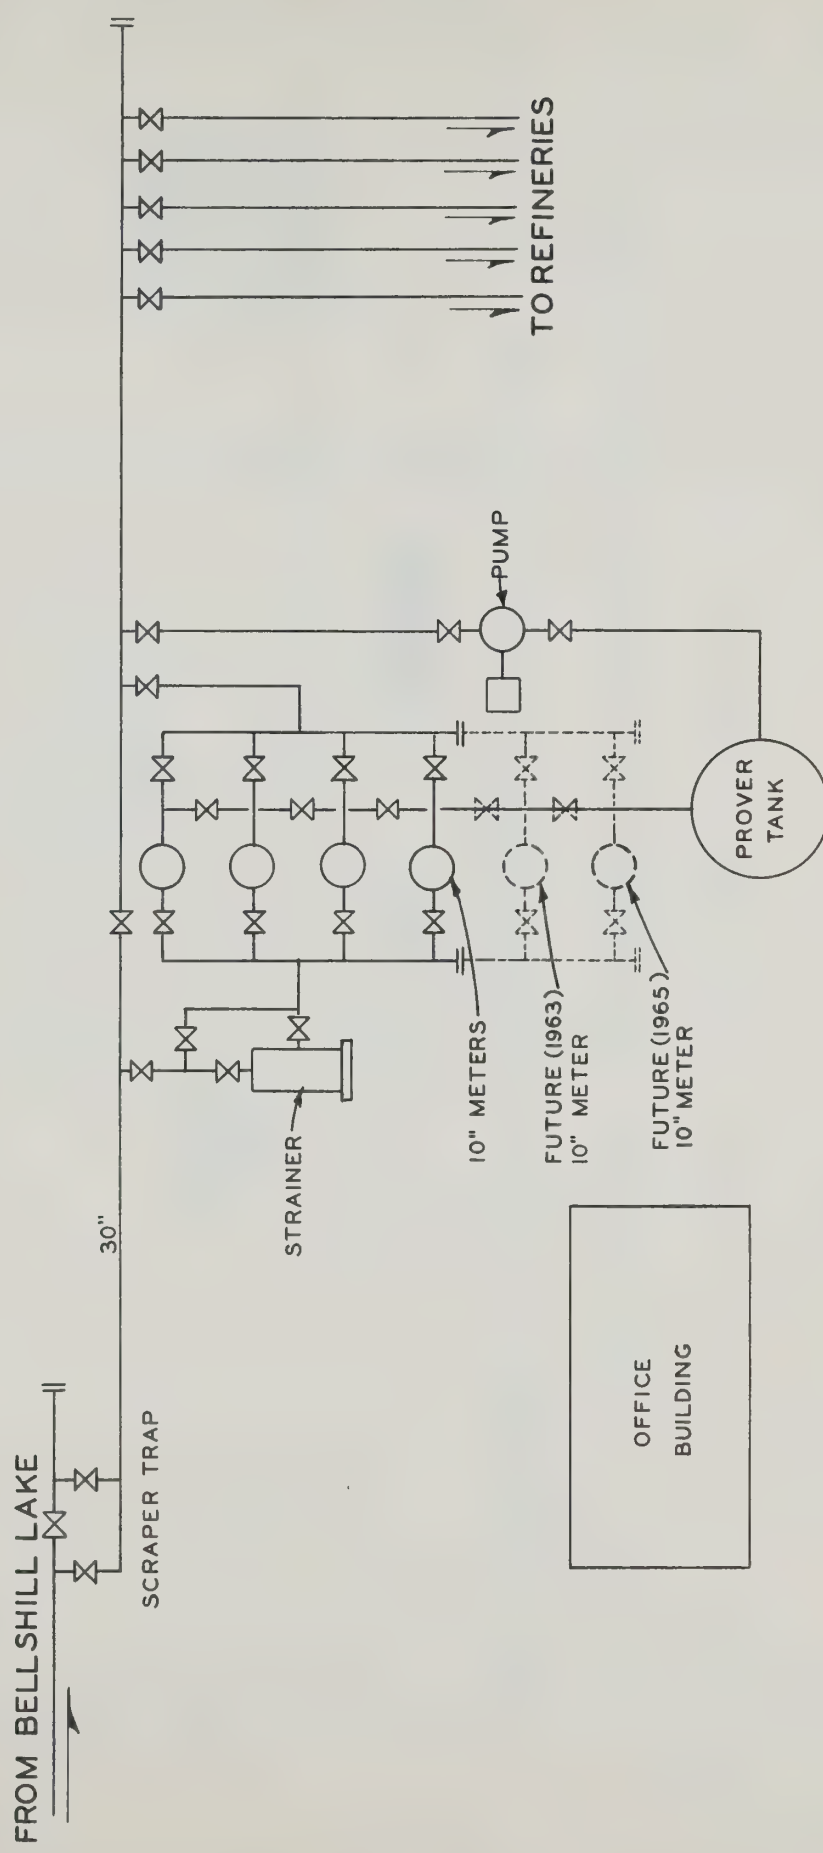 FROM BELLSHILL LAKE
SCRAPER TRAP
30"
STRAINER
10" METERS
FUTURE (1963)
10" METER
FUTURE (1965)
10" METER
OFFICE
BUILDING
PUMP
PROVER
TANK
TO REFINERIES